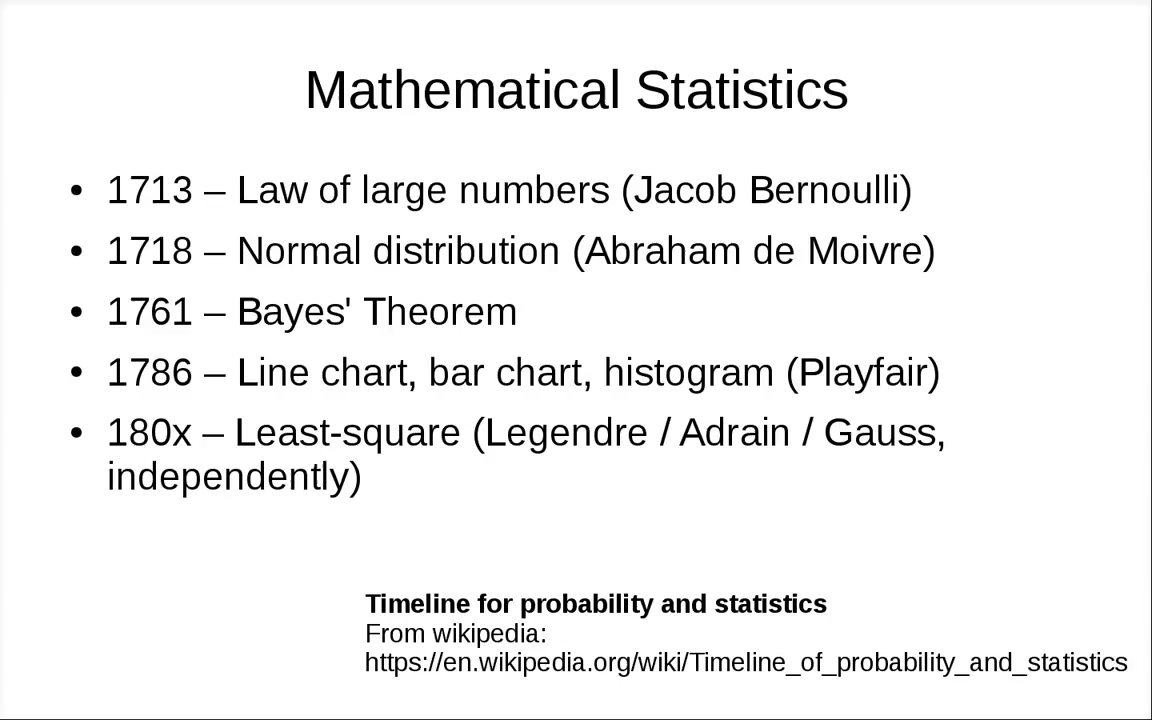 Mathematical Statistics
• 1713 – Law of large numbers (Jacob Bernoulli)
• 1718 – Normal distribution (Abraham de Moivre)
• 1761 – Bayes' Theorem
• 1786 – Line chart, bar chart, histogram (Playfair)
• 180x – Least-square (Legendre / Adrain / Gauss,
independently)
Timeline for probability and statistics
From wikipedia:
https://en.wikipedia.org/wiki/Timeline_of_probability_and_statistics